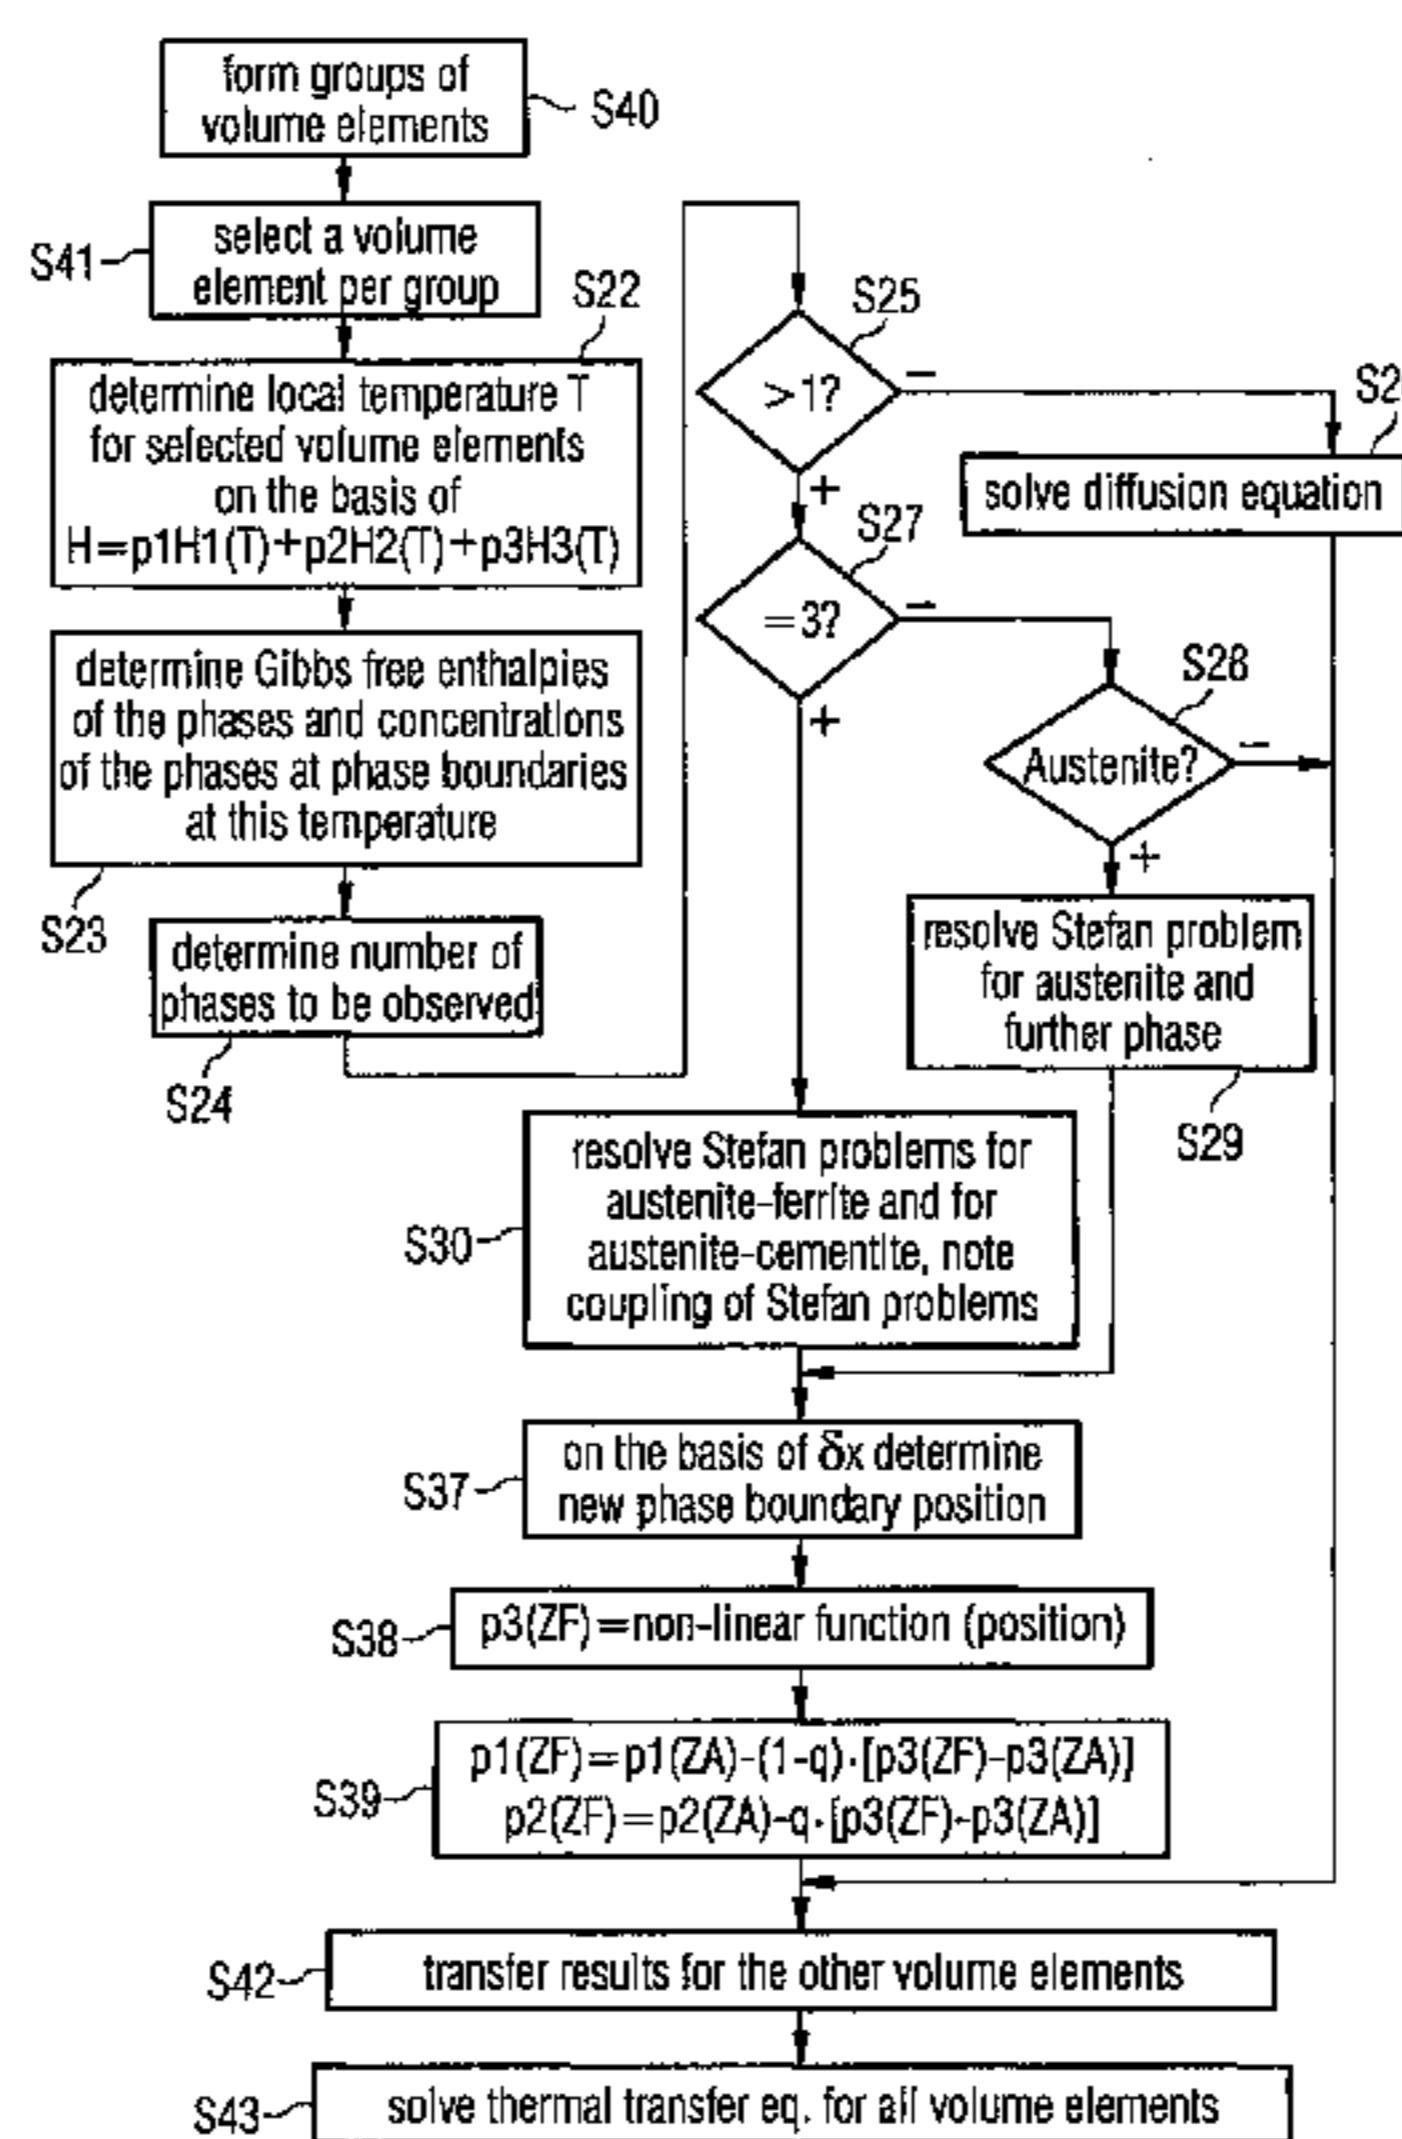 form groups of
volume elements
S40
select a volume
element per group
S41
S22
determine local temperature T
for selected volume elements
on the basis of
H=p1H1(T)+p2H2(T)+p3H3(T)
determine Gibbs free enthalpies
of the phases and concentrations
of the phases at phase boundaries
at this temperature
S23
determine number of
phases to be observed
S24
S25
>1?
−
+
solve diffusion equation
S27
=3?
−
+
S28
Austenite?
−
+
resolve Stefan problem
for austenite and
further phase
S29
resolve Stefan problems for
austenite-ferrite and for
austenite-cementite, note
coupling of Stefan problems
S30
on the basis of δx determine
new phase boundary position
S37
p3(ZF)=non-linear function (position)
S38
p1(ZF)=p1(ZA)-(1-q)·[p3(ZF)-p3(ZA)]
p2(ZF)=p2(ZA)-q·[p3(ZF)-p3(ZA)]
S39
transfer results for the other volume elements
S42
solve thermal transfer eq. for all volume elements
S43